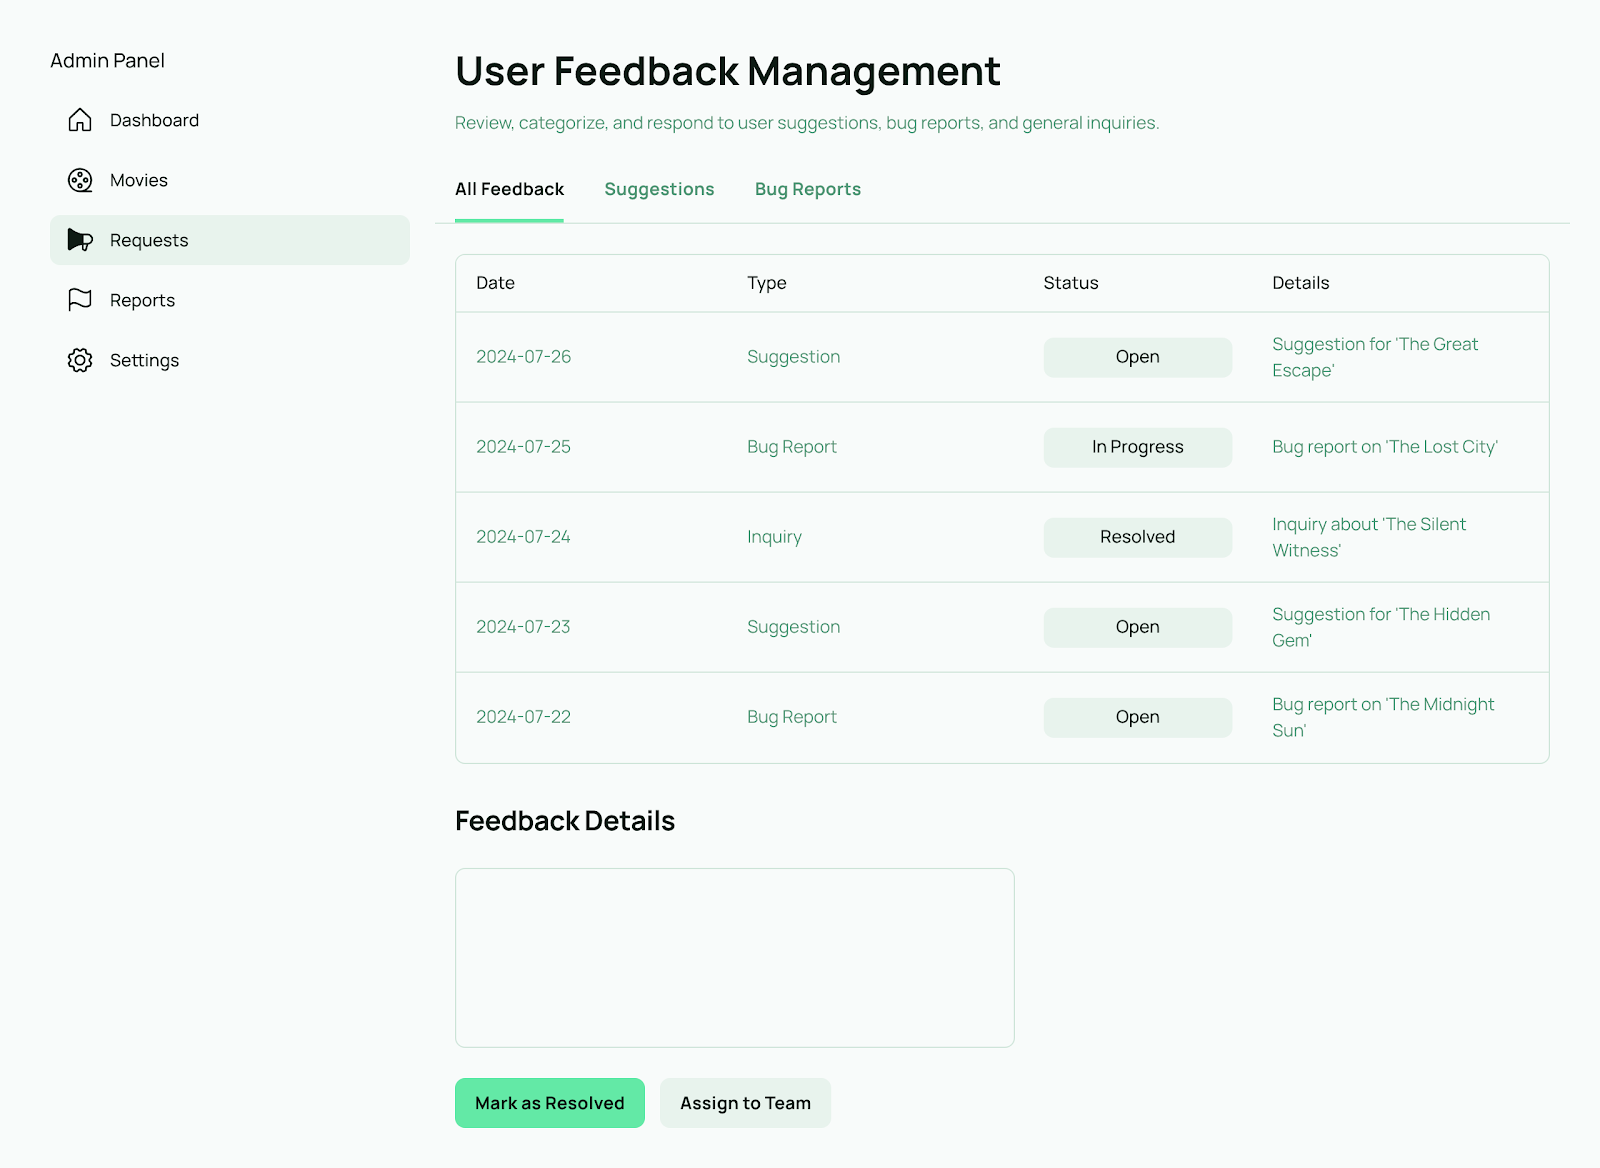 Admin Panel
Dashboard
Movies
Requests
Reports
Settings
User Feedback Management
Review, categorize, and respond to user suggestions, bug reports, and general inquiries.
All Feedback Suggestions Bug Reports
Date Type Status Details
2024-07-26 Suggestion Open Suggestion for 'The Great
Escape'
2024-07-25 Bug Report In Progress Bug report on 'The Lost City'
2024-07-24 Inquiry Resolved Inquiry about 'The Silent
Witness'
2024-07-23 Suggestion Open Suggestion for 'The Hidden
Gem'
2024-07-22 Bug Report Open Bug report on 'The Midnight
Sun'
Feedback Details
Mark as Resolved Assign to Team